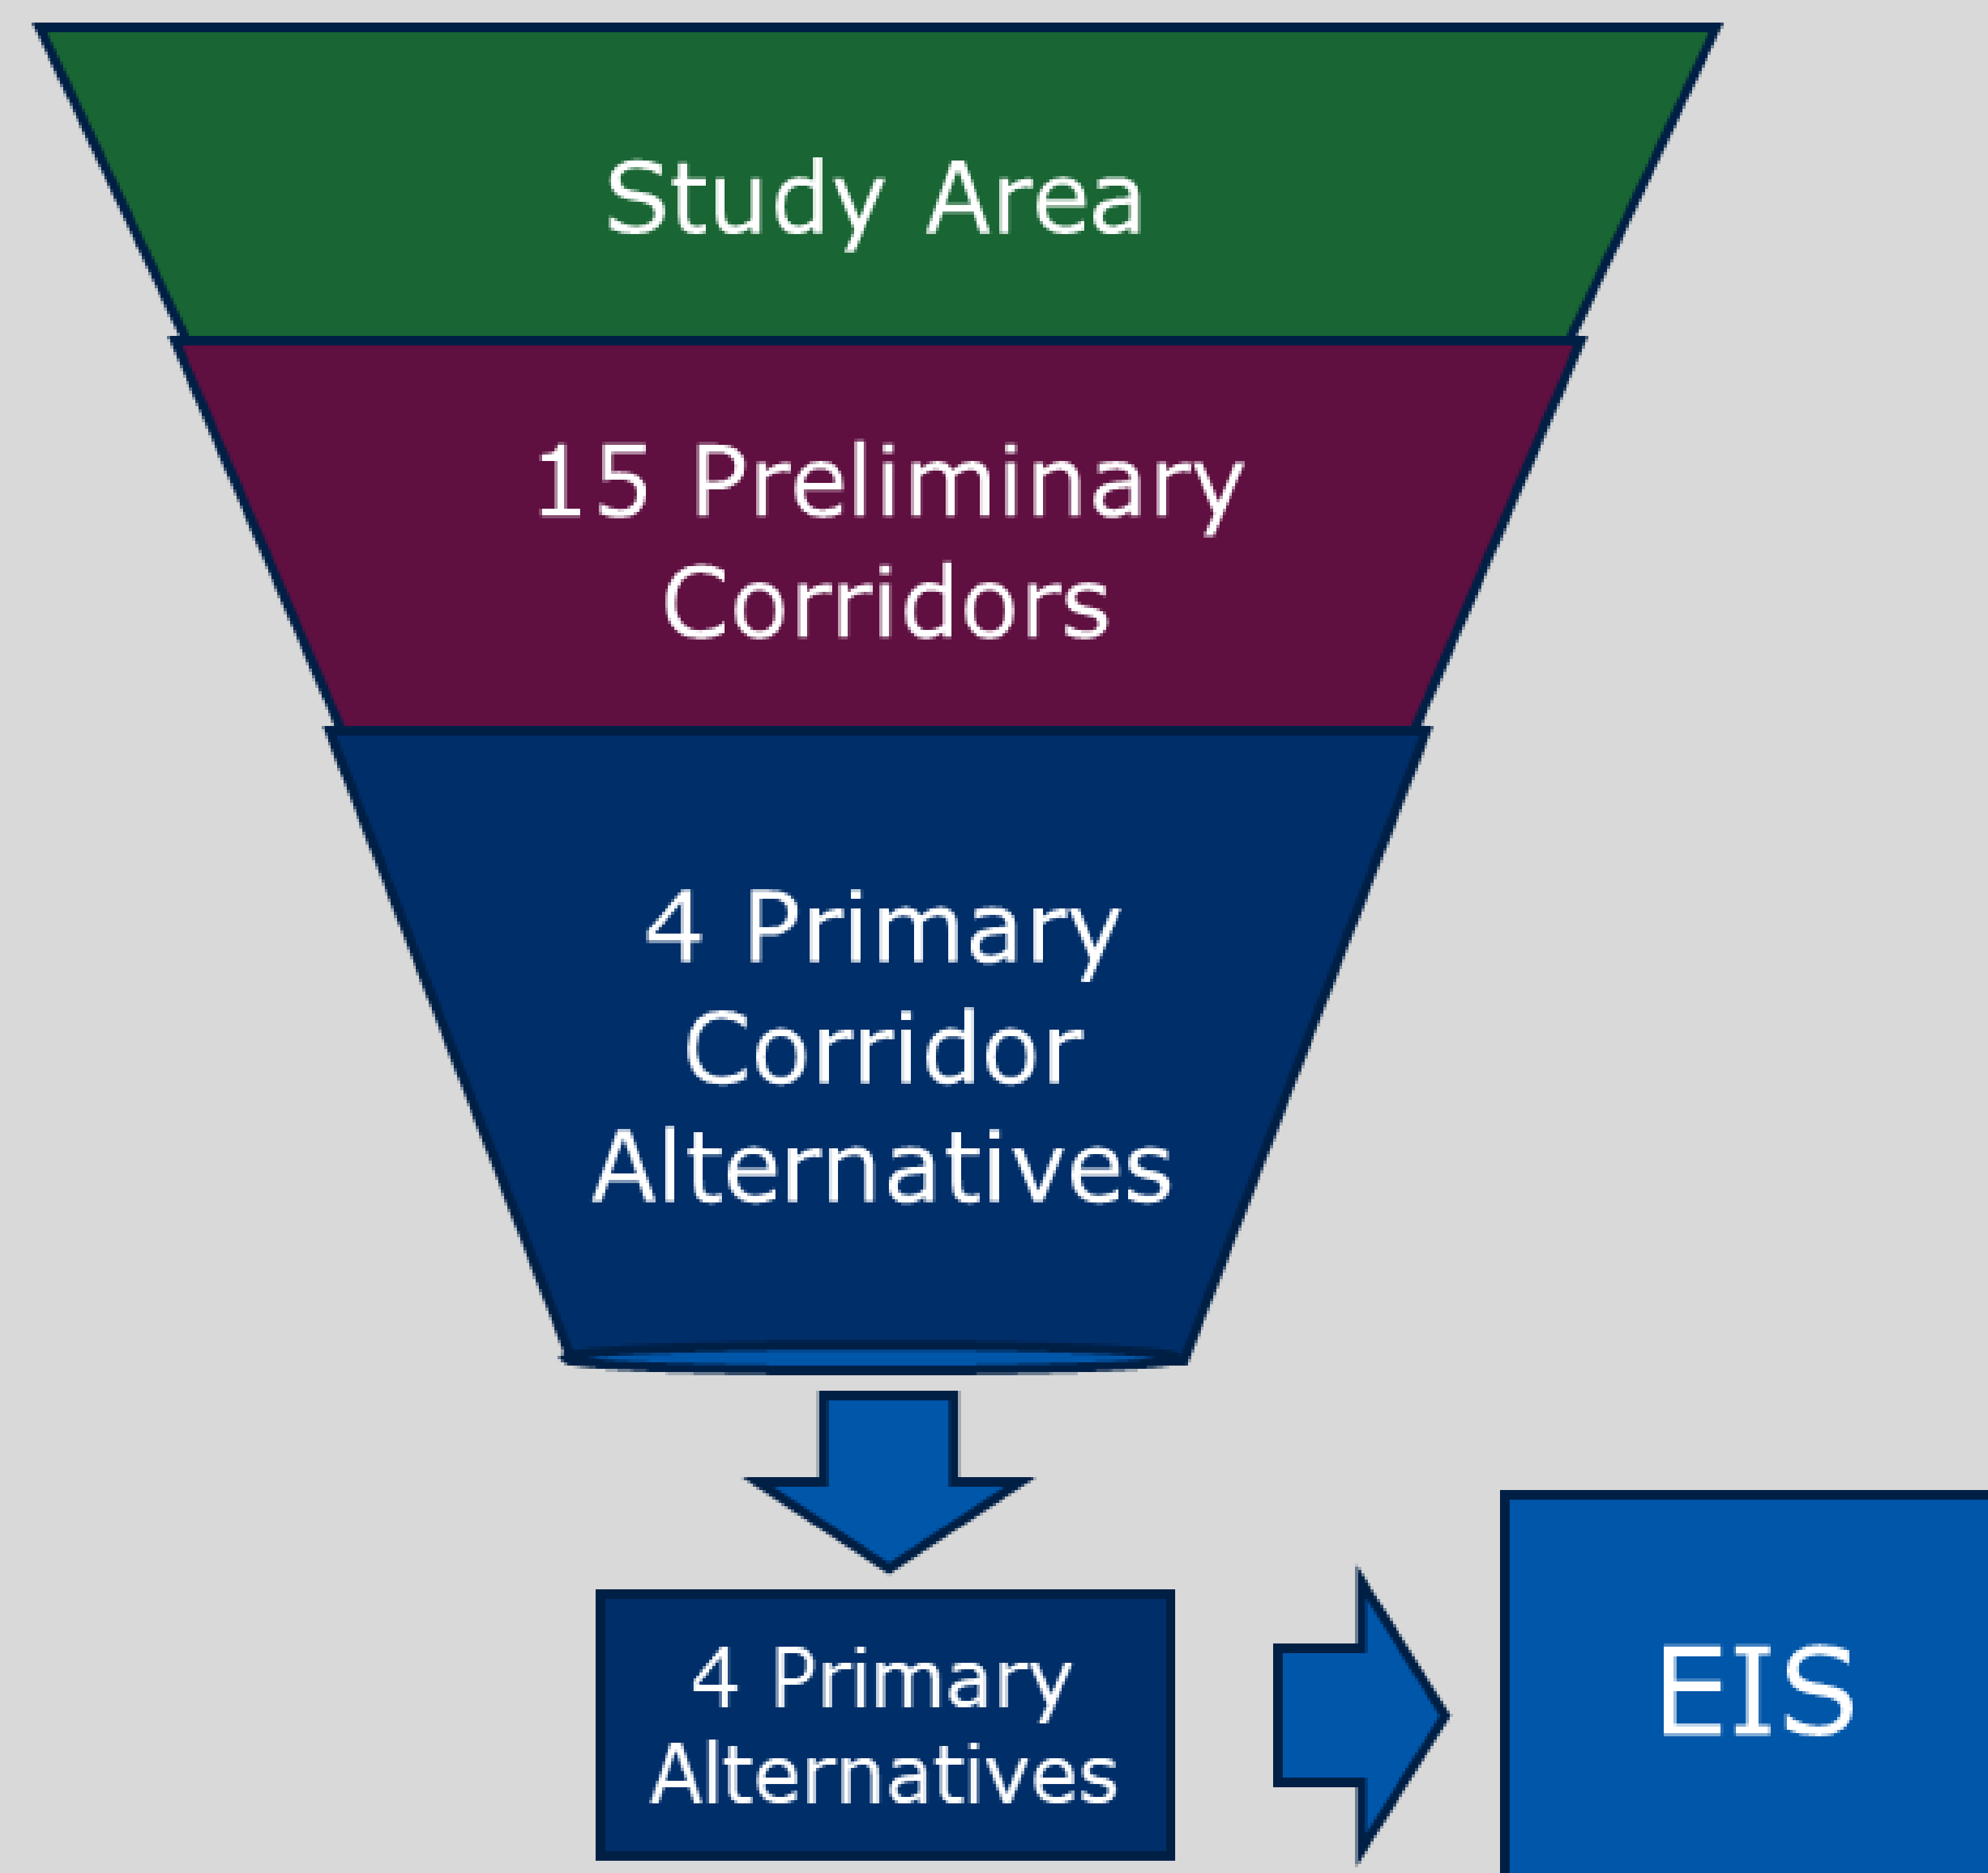 Study Area
15 Preliminary
Corridors
4 Primary
Corridor
Alternatives
4 Primary
Alternatives
EIS